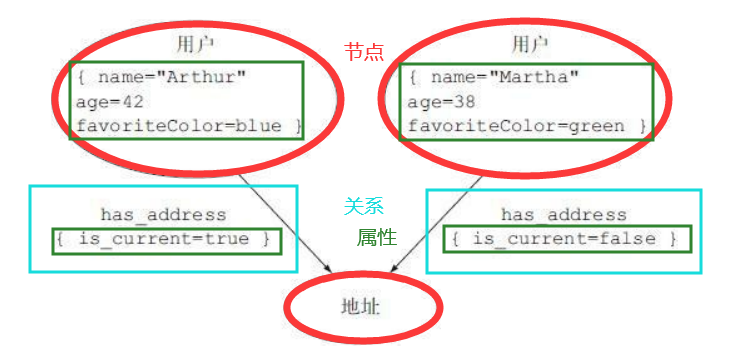 用户
节点
用户
{ name="Arthur"
age=42
favoriteColor=blue }
{ name="Martha"
age=38
favoriteColor=green }
has_address
{ is_current=true }
关系
属性
has_address
{ is_current=false }
地址